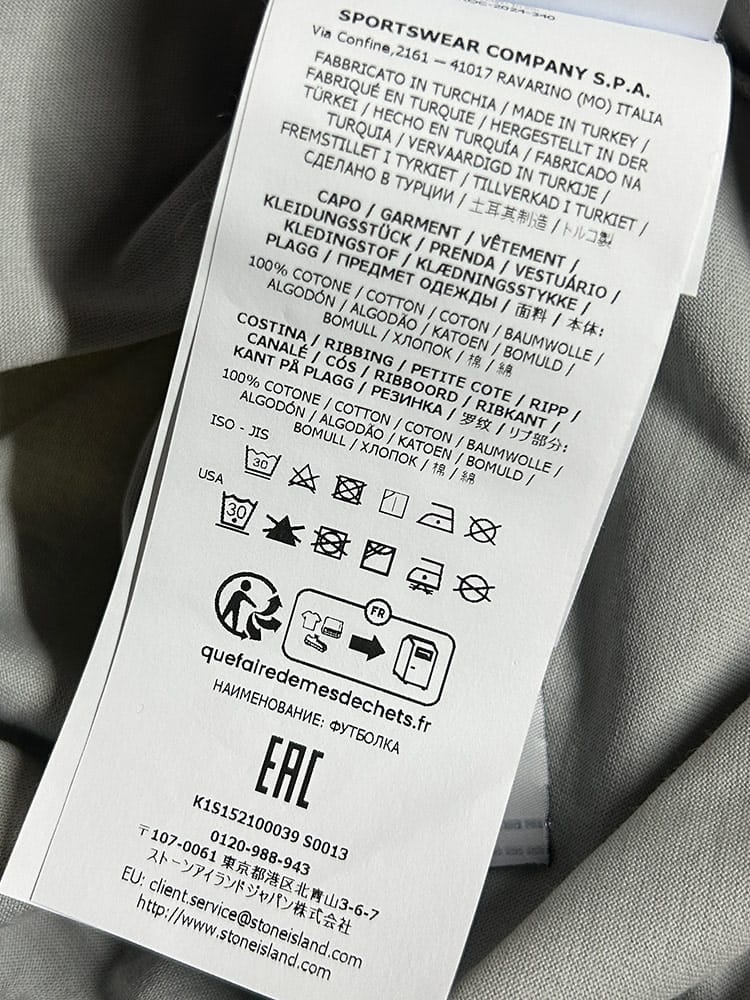 SPORTSWEAR COMPANY S.P.A.
Via Confine,2161 – 41017 RAVARINO (MO) ITALIA
FABBRICATO IN TURCHIA / MADE IN TURKEY /
FABRIQUÉ EN TURQUIE / HERGESTELLT IN DER
TÜRKEI / HECHO EN TURQUÍA / FABRICADO NA
TURQUIA / VERVAARDIGD IN TURKIJE /
FREMSTILLET I TYRKIET / TILLVERKAD I TURKIET /
СДЕЛАНО В ТУРЦИИ / 土耳其制造 / トルコ製
CAPO / GARMENT / VÊTEMENT /
KLEIDUNGSSTÜCK / PRENDA / VESTUÁRIO /
KLEDINGSTOF / KLÆDNINGSSTYKKE /
PLAGG / ПРЕДМЕТ ОДЕЖДЫ / 面料 / 本体:
100% COTONE / COTTON / COTON / BAUMWOLLE /
ALGODÓN / ALGODÃO / KATOEN / BOMULD /
BOMULL / ХЛОПОК / 棉 / 綿
COSTINA / RIBBING / PETITE COTE / RIPP /
CANALÉ / CÓS / RIBBOORD / RIBKANT /
KANT PÅ PLAGG / РЕЗИНКА / 罗纹 / リブ部分:
100% COTONE / COTTON / COTON / BAUMWOLLE /
ALGODÓN / ALGODÃO / KATOEN / BOMULD /
BOMULL / ХЛОПОК / 棉 / 綿
ISO - JIS
30
USA
30
FR
quefairedemesdechets.fr
НАИМЕНОВАНИЕ: ФУТБОЛКА
EAC
K1S152100039 S0013
0120-988-943
〒107-0061 東京都港区北青山3-6-7
ストーンアイランドジャパン株式会社
EU: client.service@stoneisland.com
http://www.stoneisland.com